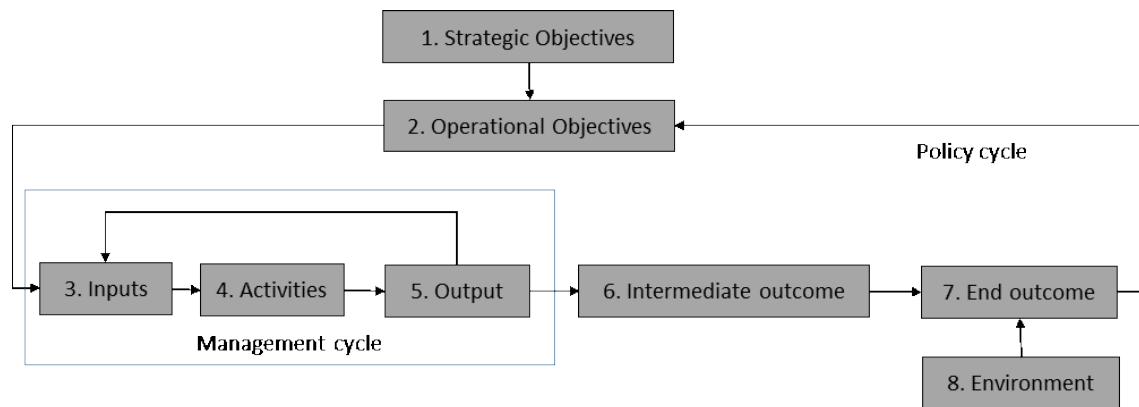 1. Strategic Objectives
2. Operational Objectives
Policy cycle
3. Inputs
4. Activities
5. Output
6. Intermediate outcome
7. End outcome
Management cycle
8. Environment